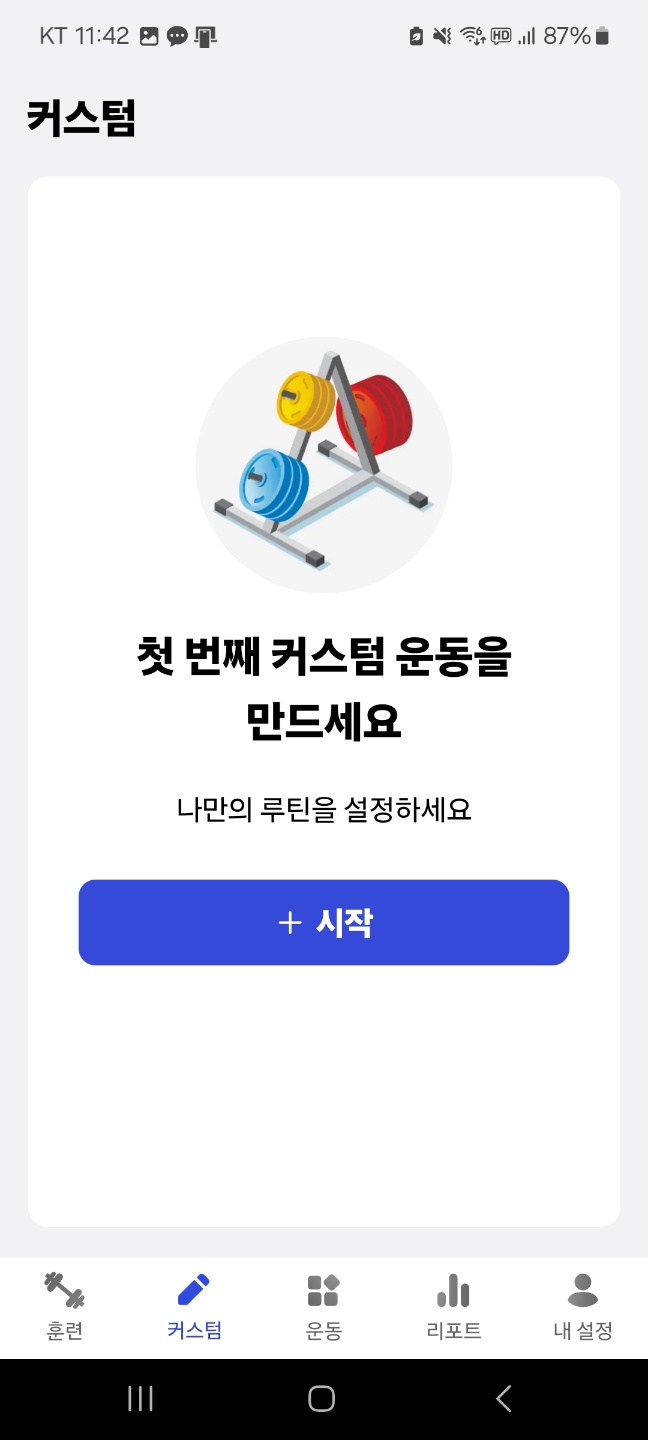 KT 11:42 HD 87%
커스텀
첫 번째 커스텀 운동을
만드세요
나만의 루틴을 설정하세요
+ 시작
훈련 커스텀 운동 리포트 내 설정